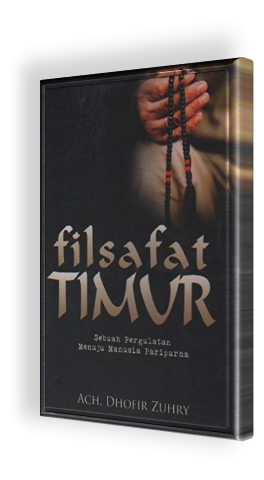 filsafat
TIMUR
Sebuah Pergulatan
Menuju Manusia Paripurna
ACH. DHOFIR ZUHRY